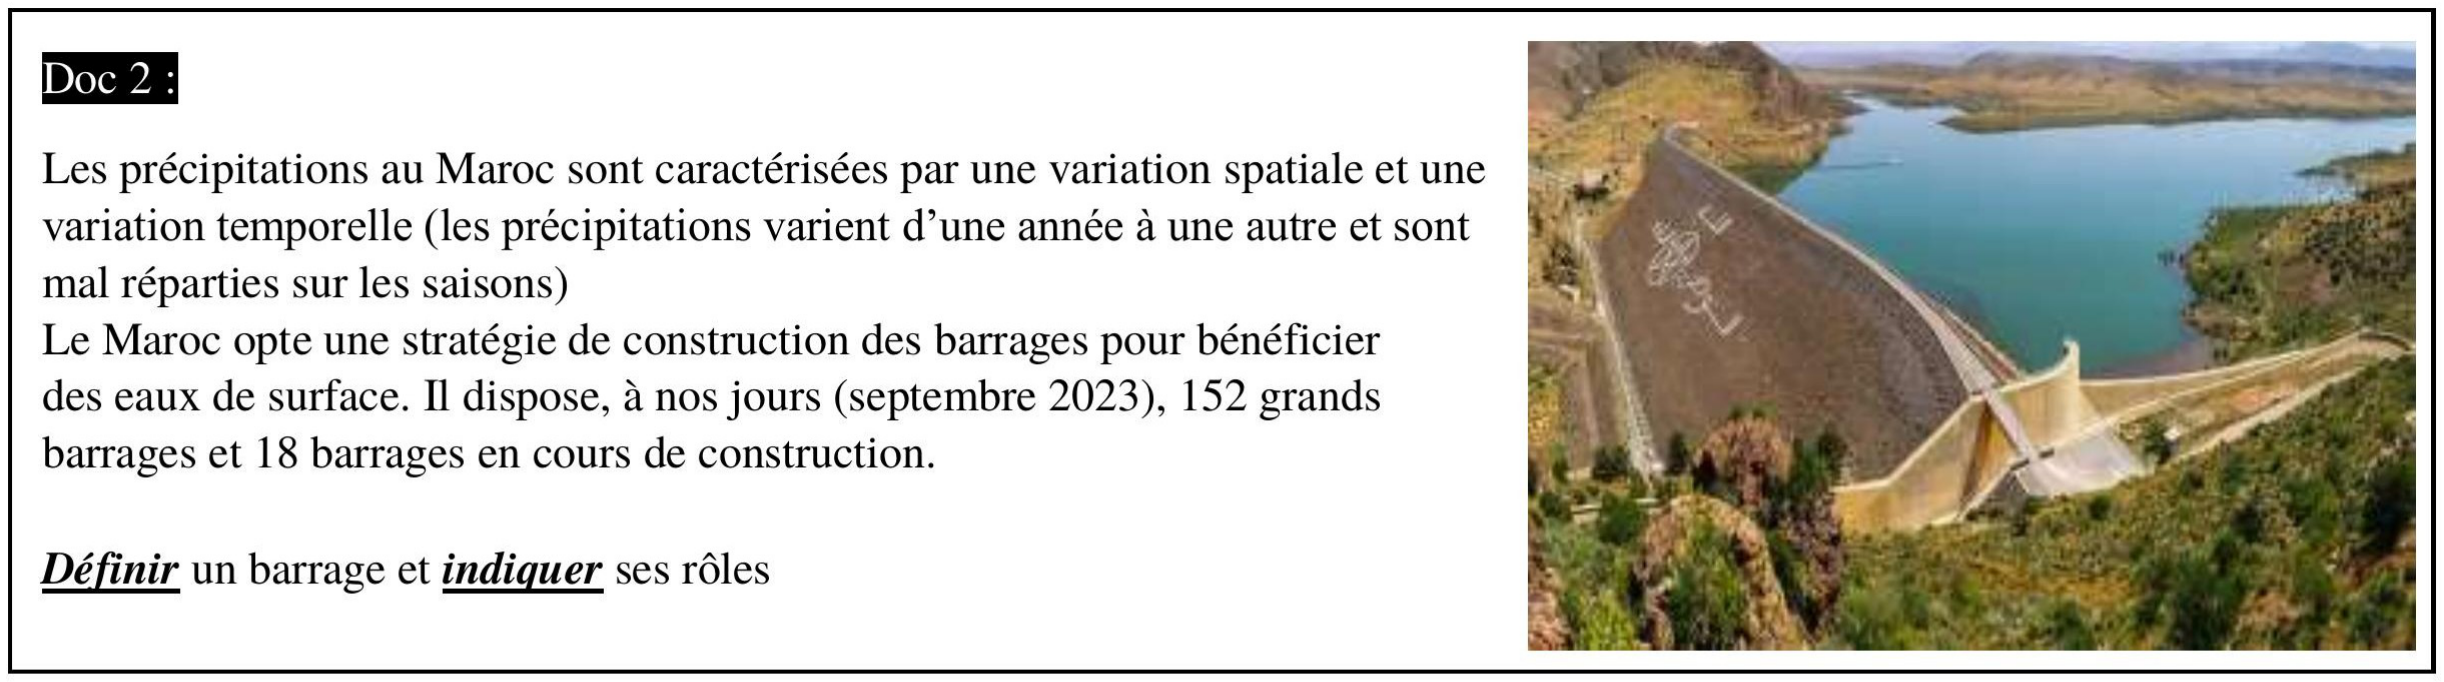 Doc 2 :
Les précipitations au Maroc sont caractérisées par une variation spatiale et une
variation temporelle (les précipitations varient d’une année à une autre et sont
mal réparties sur les saisons)
Le Maroc opte une stratégie de construction des barrages pour bénéficier
des eaux de surface. Il dispose, à nos jours (septembre 2023), 152 grands
barrages et 18 barrages en cours de construction.
Définir un barrage et indiquer ses rôles